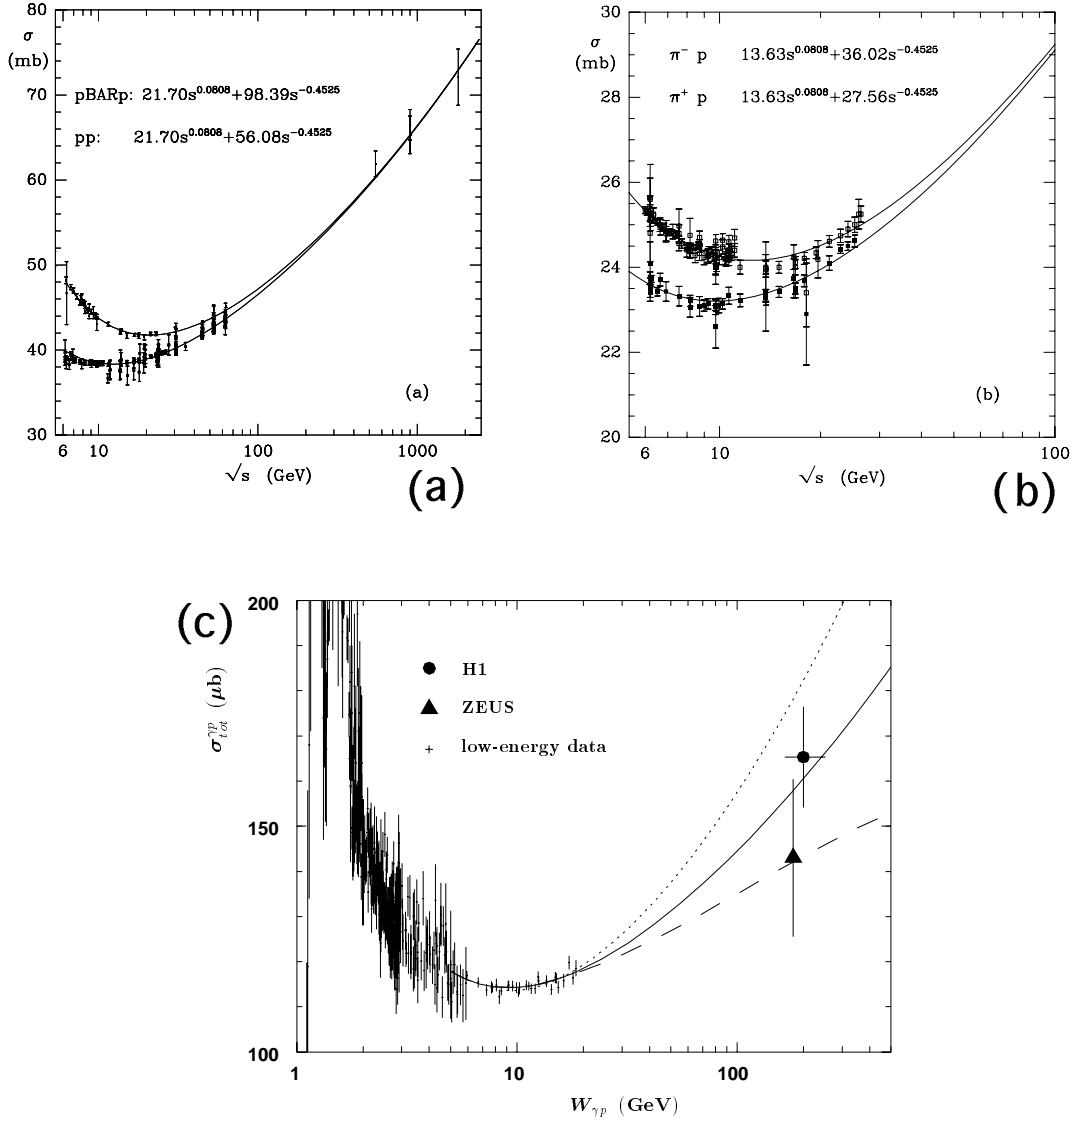 80
σ
(mb)
70
60
50
40
30
pBARp: 21.70s^0.0808+98.39s^-0.4525
pp: 21.70s^0.0808+56.08s^-0.4525
(a)
6 10 100 1000
√s (GeV)
(a)
30
σ
(mb)
28
26
24
22
20
π⁻ p 13.63s^0.0808+36.02s^-0.4525
π⁺ p 13.63s^0.0808+27.56s^-0.4525
(b)
6 10 100
√s (GeV)
(b)
(c)
200
150
100
σ_tot^γp (μb)
H1
ZEUS
low-energy data
1 10 100
W_γp (GeV)